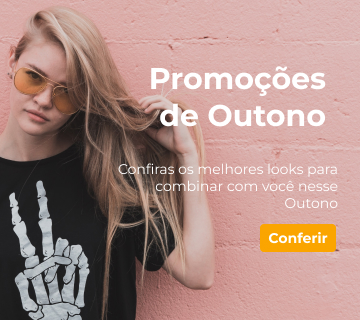 Promoções
de Outono
Confiras os melhores looks para
combinar com você nesse
Outono
Conferir